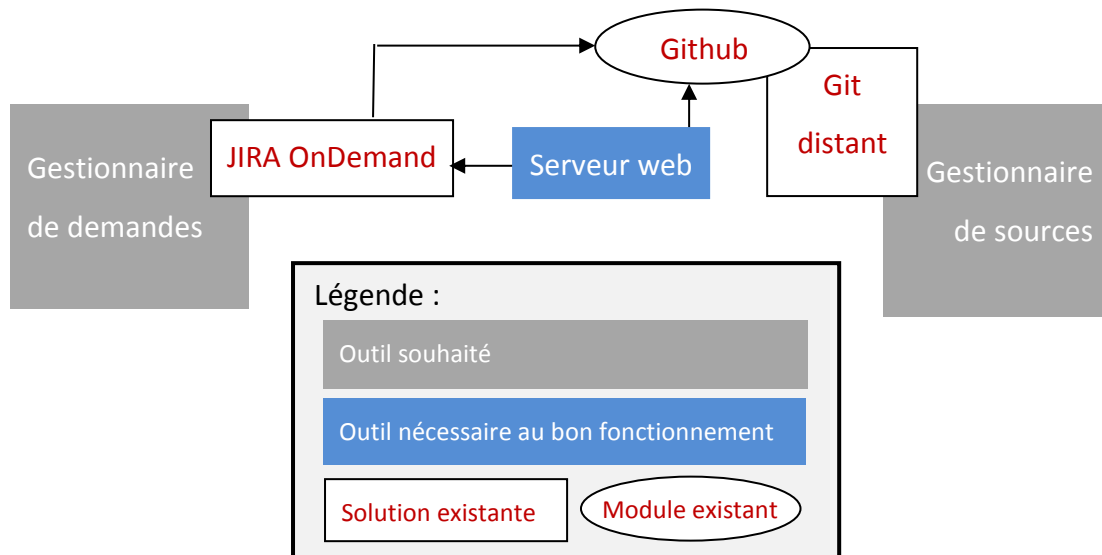 Github
Git
distant
JIRA OnDemand
Serveur web
Gestionnaire
de demandes
Gestionnaire
de sources
Légende :
Outil souhaité
Outil nécessaire au bon fonctionnement
Solution existante
Module existant